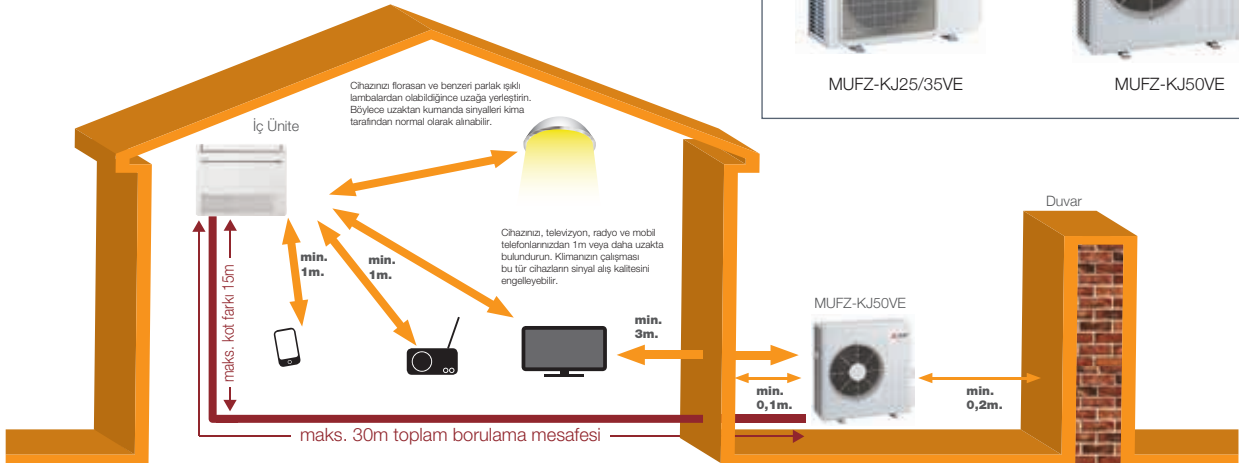 MUFZ-KJ25/35VE
MUFZ-KJ50VE
Cihazınızı florasan ve benzeri parlak ışıklı
lambalardan olabildiğince uzağa yerleştirin.
Böylece uzaktan kumanda sinyalleri kima
tarafından normal olarak alınabilir.
İç Ünite
Duvar
Cihazınızı, televizyon, radyo ve mobil
telefonlarınızdan 1m veya daha uzakta
bulundurun. Klimanızın çalışması
bu tür cihazların sinyal alış kalitesini
engelleyebilir.
min.
1m.
min.
1m.
maks. kot farkı 15m
MUFZ-KJ50VE
min.
3m.
min.
0,1m.
min.
0,2m.
maks. 30m toplam borulama mesafesi